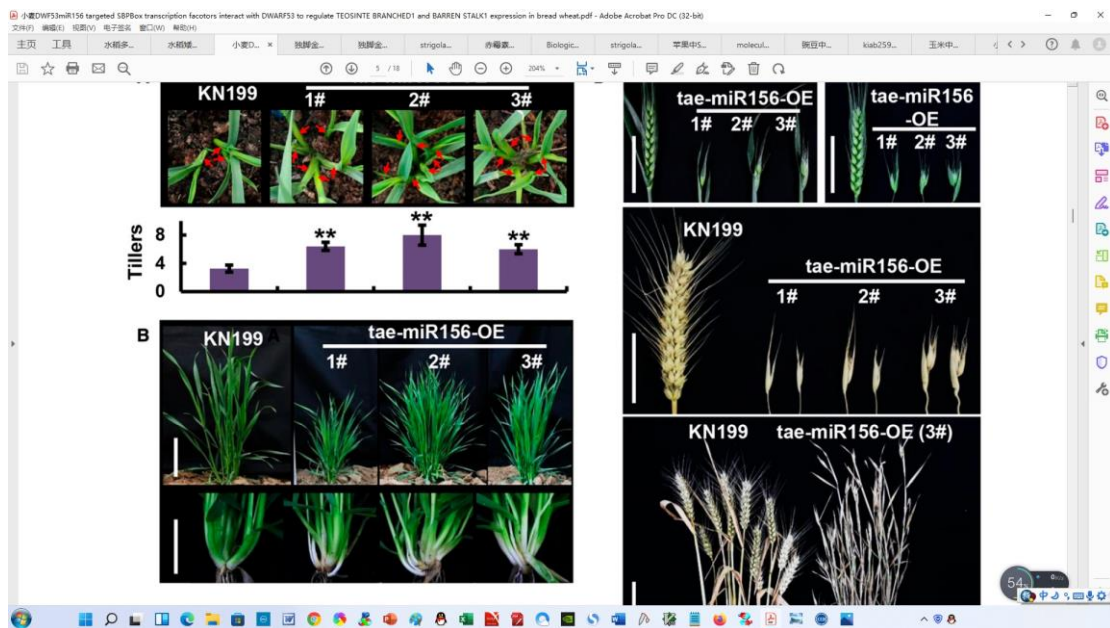 小麦DWF53miR156 targeted SBPBox transcription facotors interact with DWARF53 to regulate TEOSINTE BRANCHED1 and BARREN STALK1 expression in bread wheat.pdf - Adobe Acrobat Pro DC (32-bit)
文件(F) 编辑(E) 视图(V) 电子签名 窗口(W) 帮助(H)
主页 工具 水稻多... 水稻矮... 小麦D... × 独脚金... 独脚金... strigola... 赤霉素... Biologic... strigola... 苹果中S... molecul... 豌豆中... kiab259... 玉米中...
5 / 18 204%
KN199 1# 2# 3#
Tillers
8
4
0
** ** **
B
KN199 A tae-miR156-OE
1# 2# 3#
tae-miR156-OE
1# 2# 3#
tae-miR156
-OE
1# 2# 3#
KN199
tae-miR156-OE
1# 2# 3#
KN199 tae-miR156-OE (3#)
54%
中